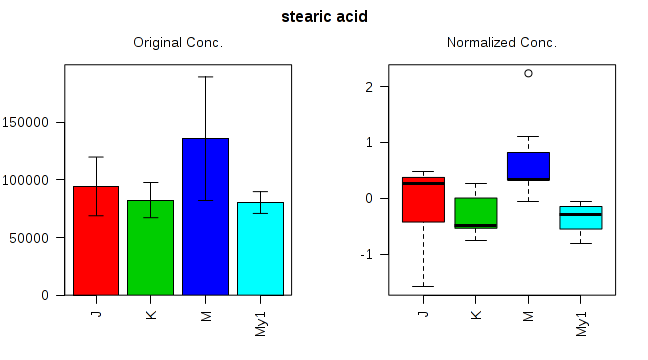 stearic acid
Original Conc.
Normalized Conc.
150000
100000
50000
0
J
K
M
My1
2
1
0
-1
J
K
M
My1